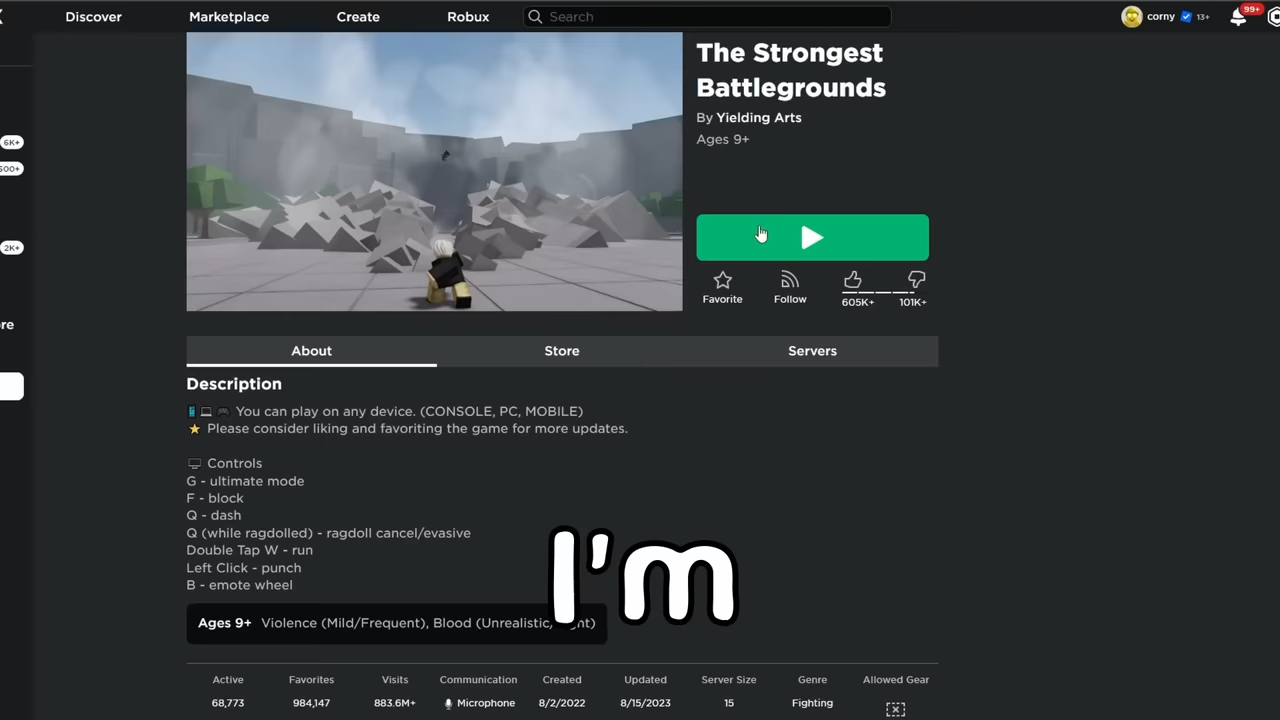 Discover
Marketplace
Create
Robux
Search
corny
13+
99+
The Strongest
Battlegrounds
By Yielding Arts
Ages 9+
6K+
500+
2K+
re
Favorite
Follow
605K+
101K+
About
Store
Servers
Description
You can play on any device. (CONSOLE, PC, MOBILE)
Please consider liking and favoriting the game for more updates.
Controls
G - ultimate mode
F - block
Q - dash
Q (while ragdolled) - ragdoll cancel/evasive
Double Tap W - run
Left Click - punch
B - emote wheel
I'm
Ages 9+ Violence (Mild/Frequent), Blood (Unrealistic/
Active
Favorites
Visits
Communication
Created
Updated
Server Size
Genre
Allowed Gear
68,773
984,147
883.6M+
Microphone
8/2/2022
8/15/2023
15
Fighting